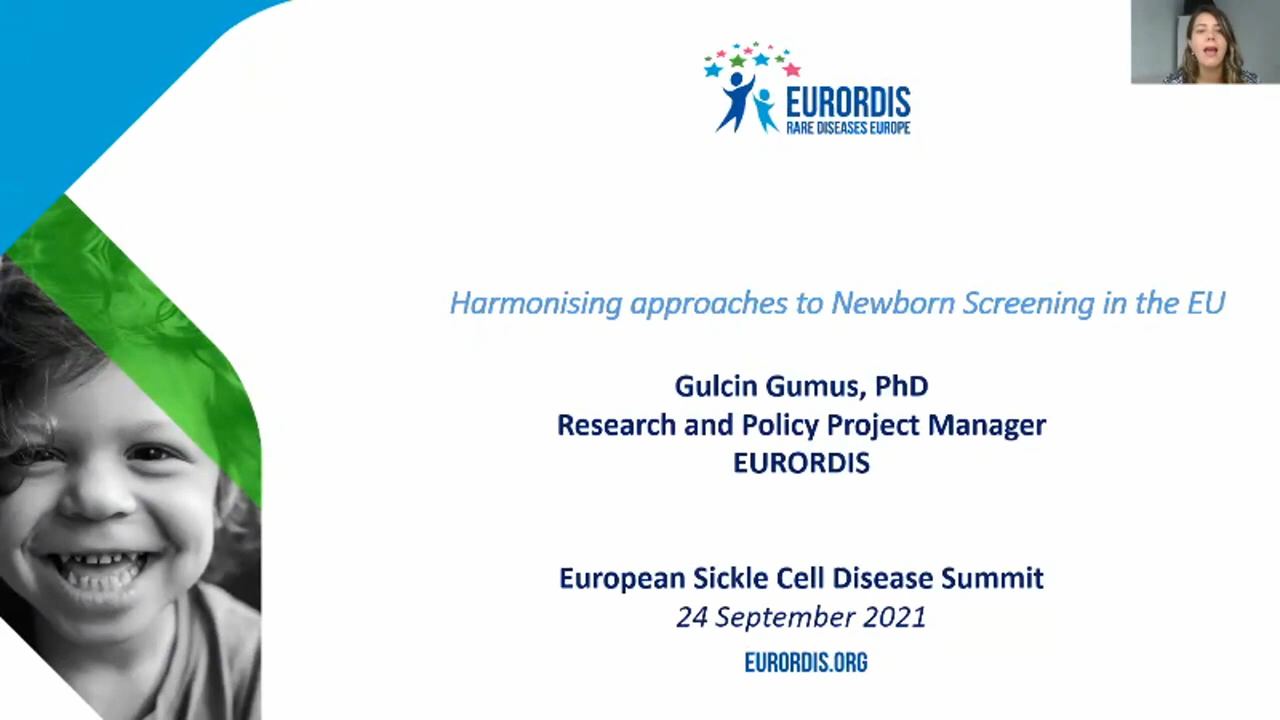 EURORDIS
RARE DISEASES EUROPE
Harmonising approaches to Newborn Screening in the EU
Gulcin Gumus, PhD
Research and Policy Project Manager
EURORDIS
European Sickle Cell Disease Summit
24 September 2021
EURORDIS.ORG